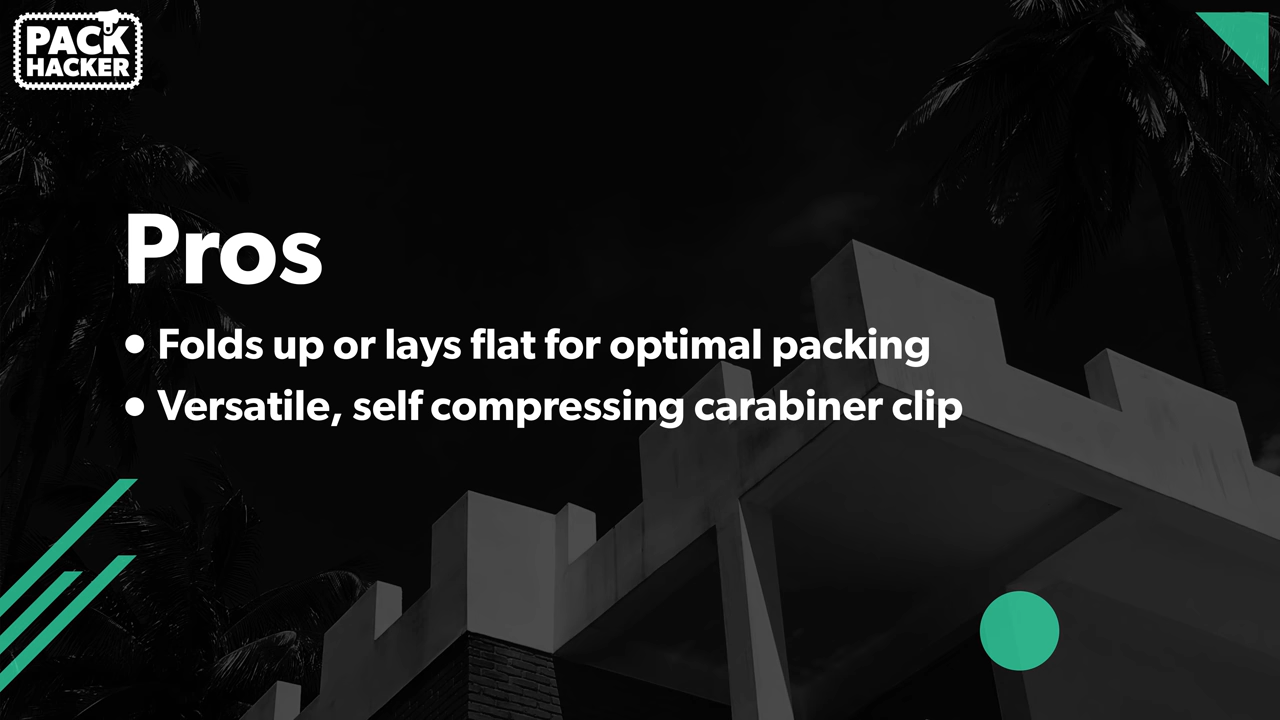 PACK
HACKER
Pros
• Folds up or lays flat for optimal packing
• Versatile, self compressing carabiner clip